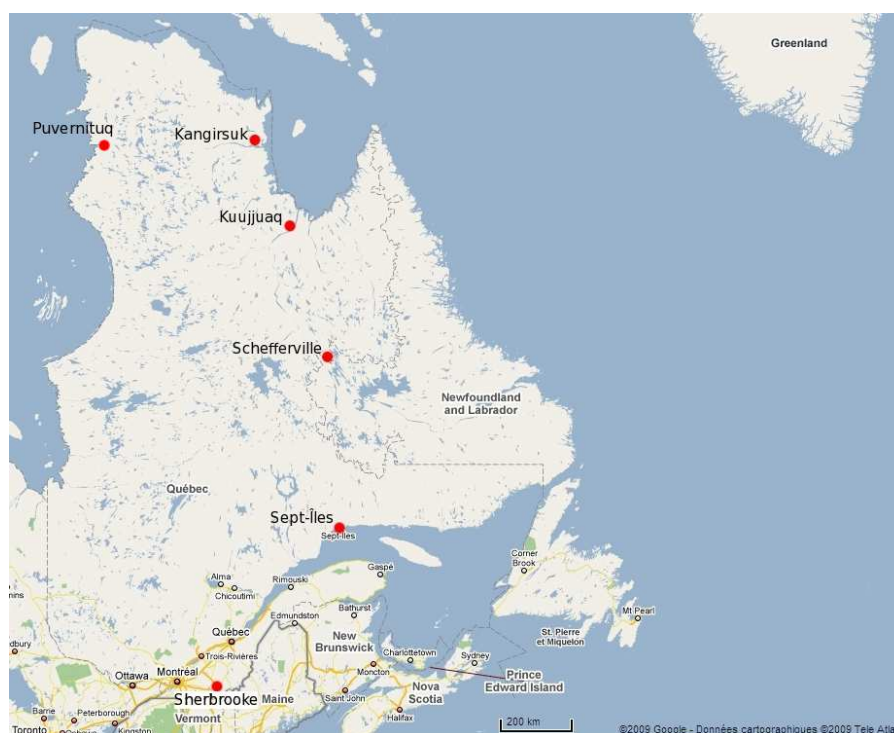 Greenland
Puvernituq
Kangirsuk
Kuujjuaq
Schefferville
Newfoundland
and Labrador
Québec
Sept-Îles
Sept-Iles
Corner
Brook
Gaspé
Alma
Rimouski
Chicoutimi
Bathurst
Mt Pearl
Edmundston
Québec
New
Brunswick
St. Pierre
et Miquelon
Trois-Rivières
Charlottetown
Sydney
Moncton
Prince
Edward Island
Ottawa
Montréal
Sherbrooke
Maine
Saint John
Nova
Scotia
Halifax
Vermont
Barrie
Peterborough
Kingston
Toronto
200 km
©2009 Google - Données cartographiques ©2009 Tele Atla